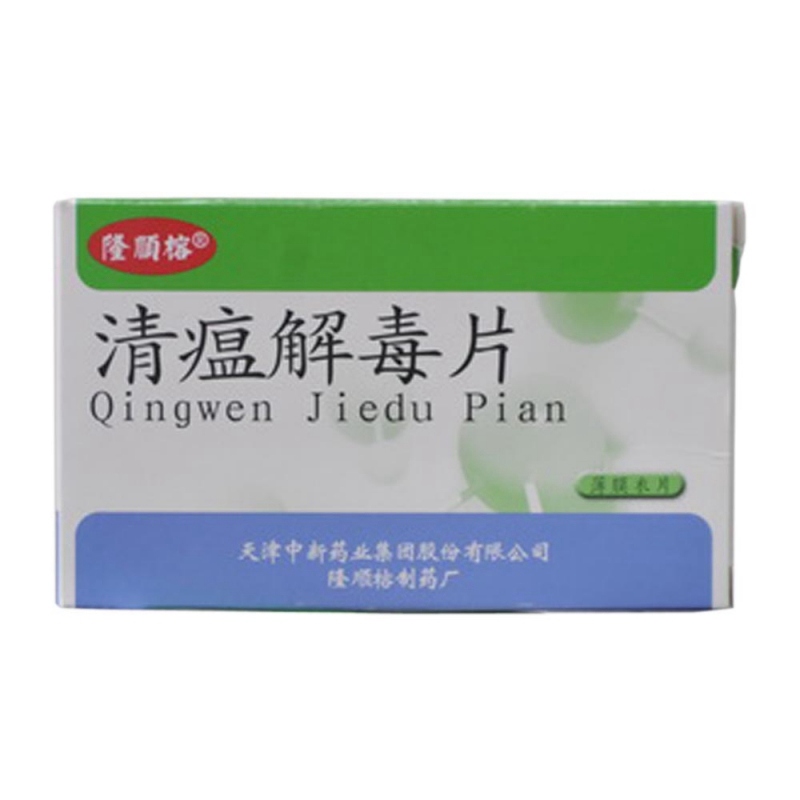 隆顺榕®
清瘟解毒片
Qingwen Jiedu Pian
薄膜衣片
天津中新药业集团股份有限公司
隆顺榕制药厂